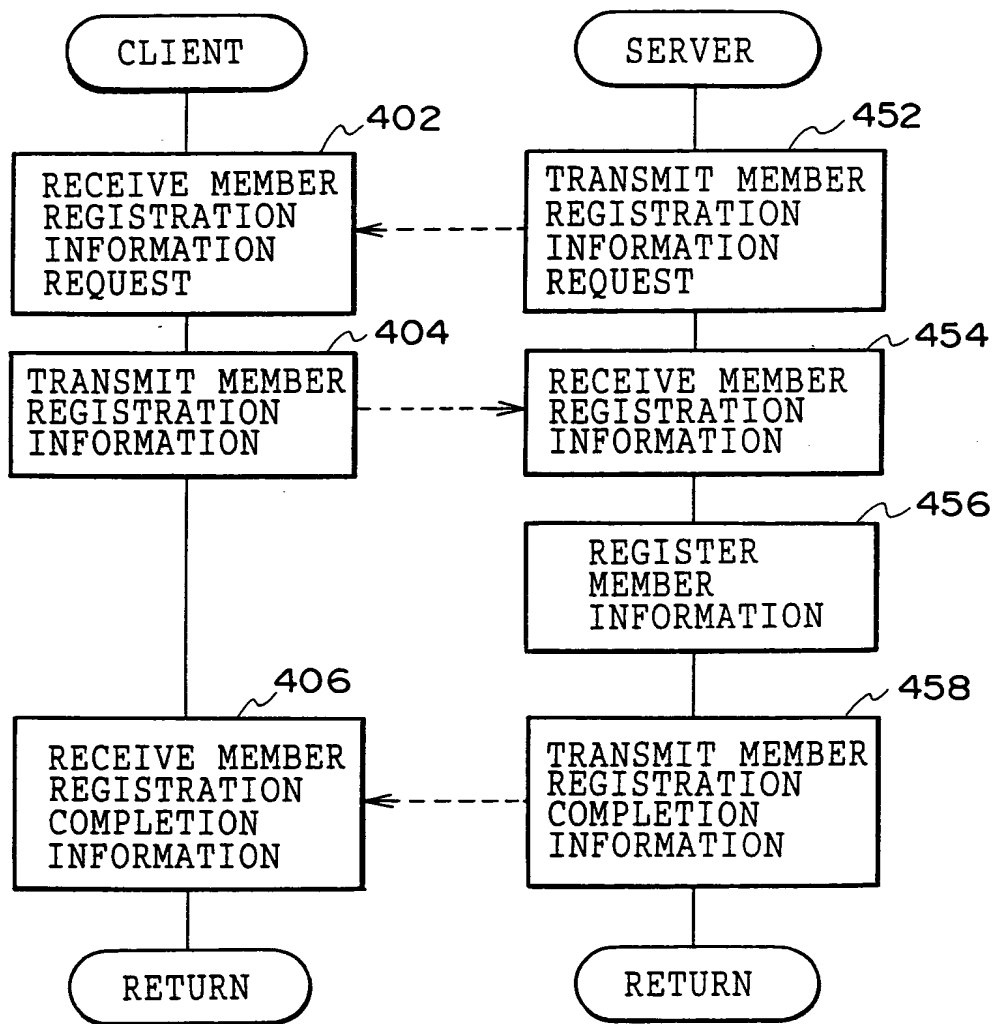 CLIENT
402
RECEIVE MEMBER
REGISTRATION
INFORMATION
REQUEST
404
TRANSMIT MEMBER
REGISTRATION
INFORMATION
406
RECEIVE MEMBER
REGISTRATION
COMPLETION
INFORMATION
RETURN
SERVER
452
TRANSMIT MEMBER
REGISTRATION
INFORMATION
REQUEST
454
RECEIVE MEMBER
REGISTRATION
INFORMATION
456
REGISTER
MEMBER
INFORMATION
458
TRANSMIT MEMBER
REGISTRATION
COMPLETION
INFORMATION
RETURN